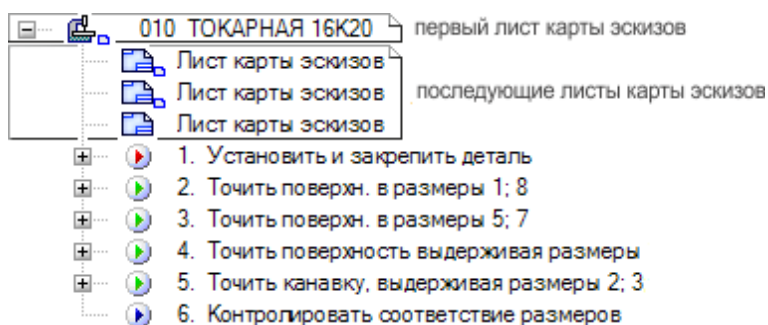 010 ТОКАРНАЯ 16К20 первый лист карты эскизов
Лист карты эскизов
Лист карты эскизов последующие листы карты эскизов
Лист карты эскизов
1. Установить и закрепить деталь
2. Точить поверхн. в размеры 1; 8
3. Точить поверхн. в размеры 5; 7
4. Точить поверхность выдерживая размеры
5. Точить канавку, выдерживая размеры 2; 3
6. Контролировать соответствие размеров